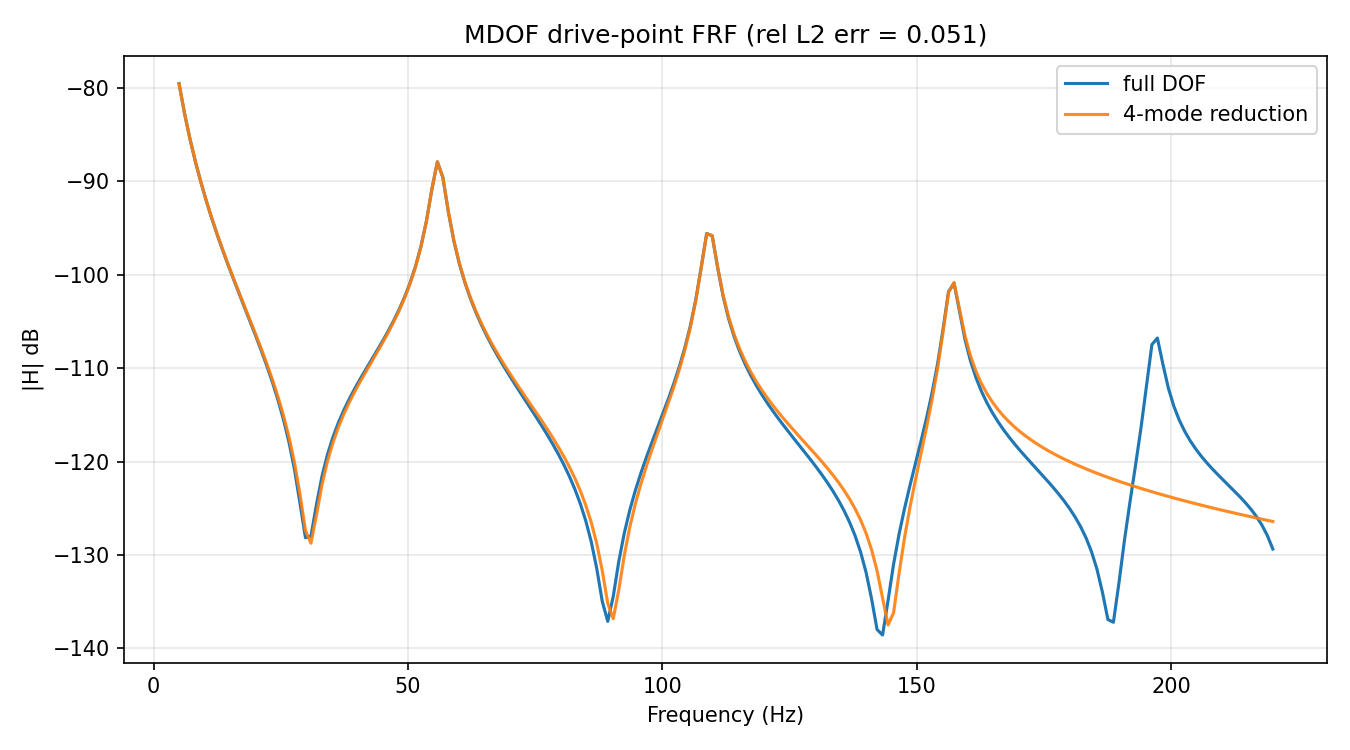 MDOF drive-point FRF (rel L2 err = 0.051)
full DOF
4-mode reduction
|H| dB
−80
−90
−100
−110
−120
−130
−140
0
50
100
150
200
Frequency (Hz)